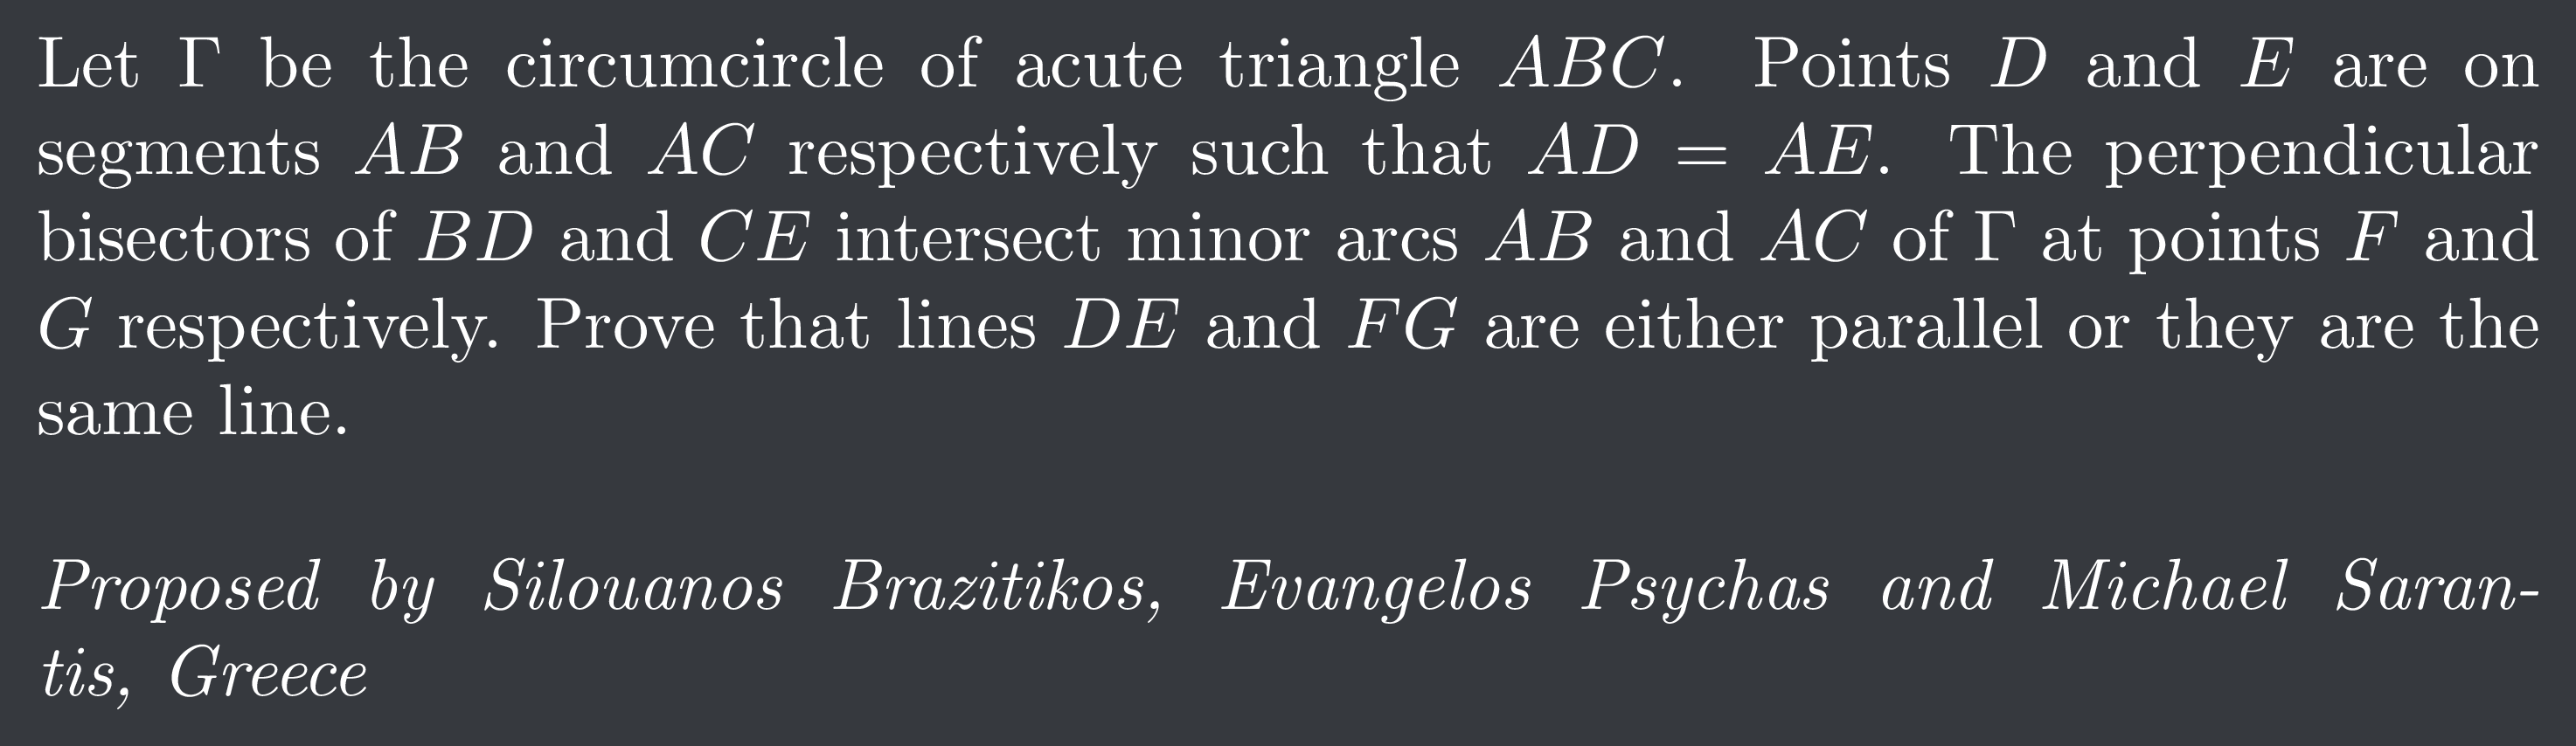 Let Γ be the circumcircle of acute triangle ABC. Points D and E are on
segments AB and AC respectively such that AD = AE. The perpendicular
bisectors of BD and CE intersect minor arcs AB and AC of Γ at points F and
G respectively. Prove that lines DE and FG are either parallel or they are the
same line.
Proposed by Silouanos Brazitikos, Evangelos Psychas and Michael Saran-
tis, Greece